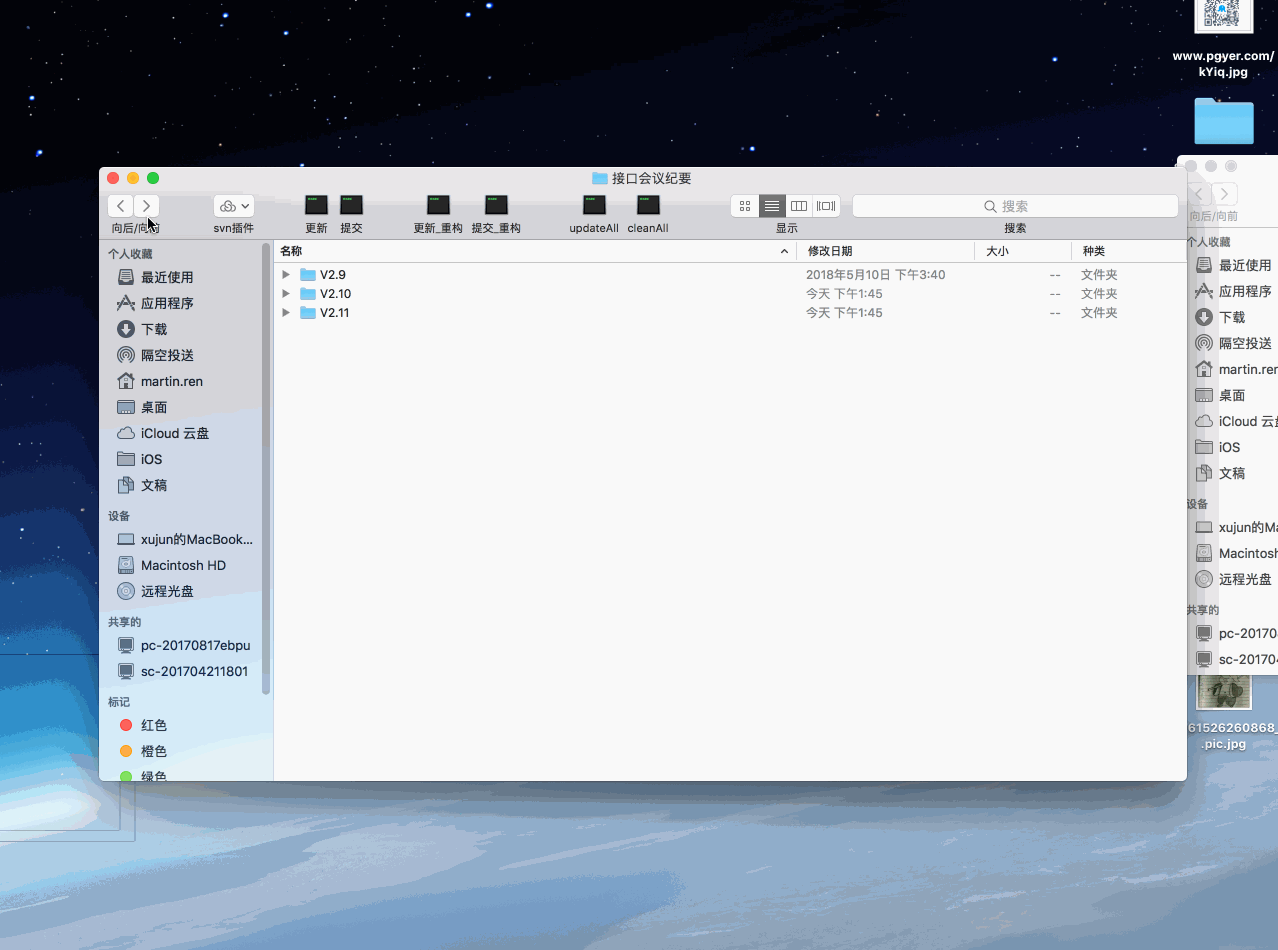 www.pgyer.com/
kYiq.jpg
接口会议纪要
搜索
向后/向前
svn插件
更新
提交
更新_重构
提交_重构
updateAll
cleanAll
显示
搜索
个人收藏
最近使用
应用程序
下载
隔空投送
martin.ren
桌面
iCloud 云盘
iOS
文稿
设备
xujun的MacBook...
Macintosh HD
远程光盘
共享的
pc-20170817ebpu
sc-201704211801
标记
红色
橙色
绿色
名称 修改日期 大小 种类
V2.9 2018年5月10日 下午3:40 -- 文件夹
V2.10 今天 下午1:45 -- 文件夹
V2.11 今天 下午1:45 -- 文件夹
向后/向前
个人收藏
最近使用
应用程序
下载
隔空投送
martin.ren
桌面
iCloud 云
iOS
文稿
设备
xujun的Ma
Macintosh
远程光盘
共享的
pc-20170
sc-20170
61526260868_
.pic.jpg